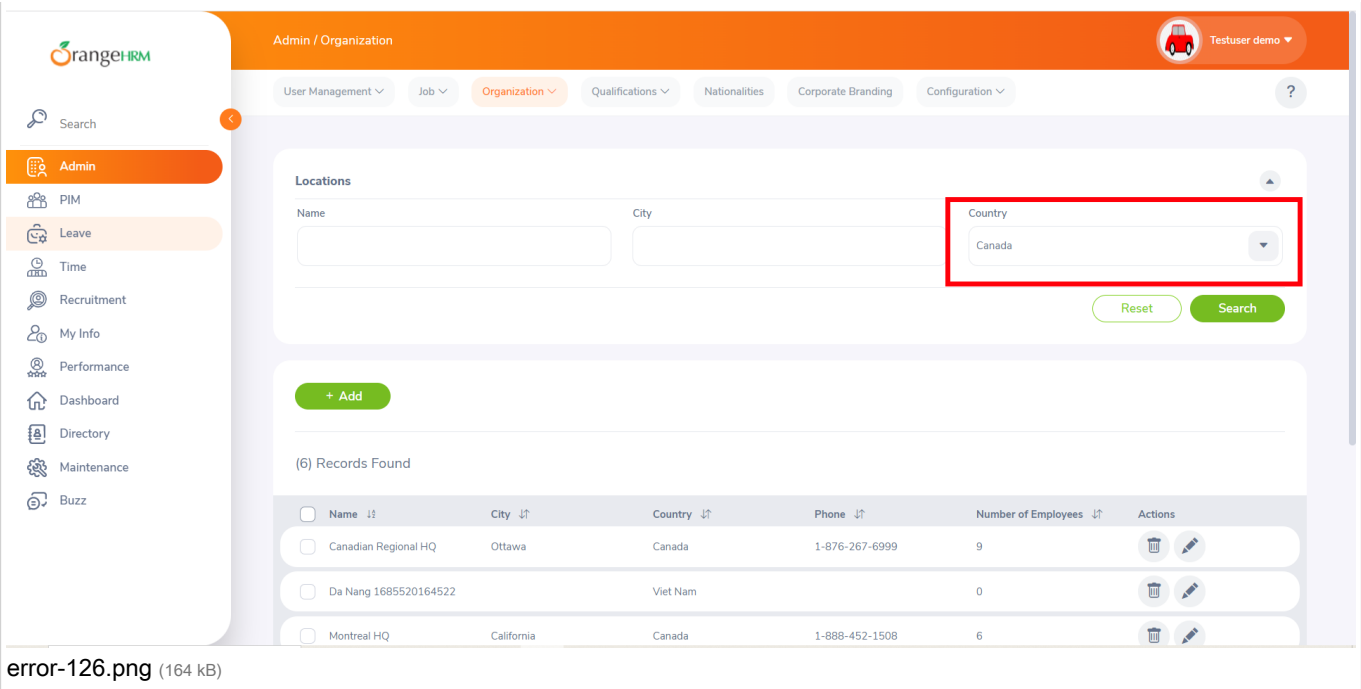 OrangeHRM
Admin / Organization
Testuser demo
User Management
Job
Organization
Qualifications
Nationalities
Corporate Branding
Configuration
?
Search
Admin
PIM
Leave
Time
Recruitment
My Info
Performance
Dashboard
Directory
Maintenance
Buzz
Locations
Name
City
Country
Canada
Reset
Search
+ Add
(6) Records Found
Name City Country Phone Number of Employees Actions
Canadian Regional HQ Ottawa Canada 1-876-267-6999 9
Da Nang 1685520164522 Viet Nam 0
Montreal HQ California Canada 1-888-452-1508 6
error-126.png (164 kB)